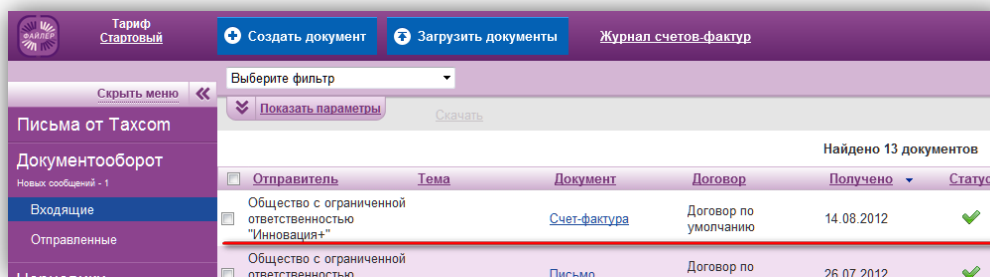 ФАЙЛЕР
Тариф
Стартовый
Создать документ
Загрузить документы
Журнал счетов-фактур
Выберите фильтр
Скрыть меню
Показать параметры
Скачать
Письма от Taxcom
Документооборот
Новых сообщений - 1
Входящие
Отправленные
Найдено 13 документов
Отправитель Тема Документ Договор Получено Статус
Общество с ограниченной
ответственностью
"Инновация+"
Счет-фактура
Договор по
умолчанию
14.08.2012
Общество с ограниченной
ответственностью
Письмо
Договор по
26.07.2012